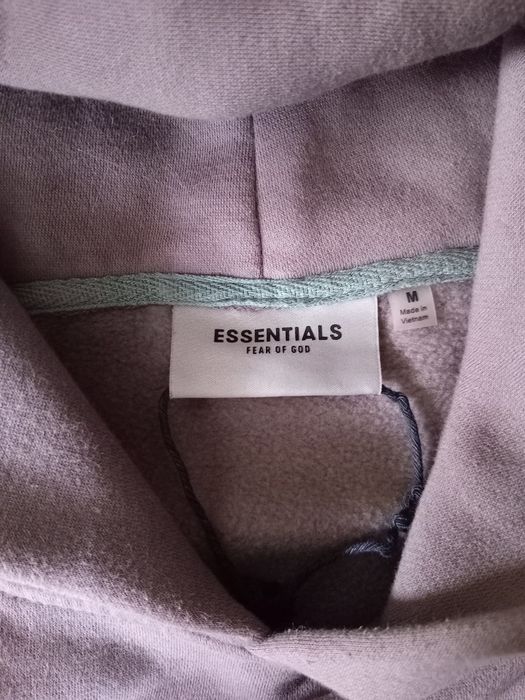 ESSENTIALS
FEAR OF GOD
M
Made in
Vietnam